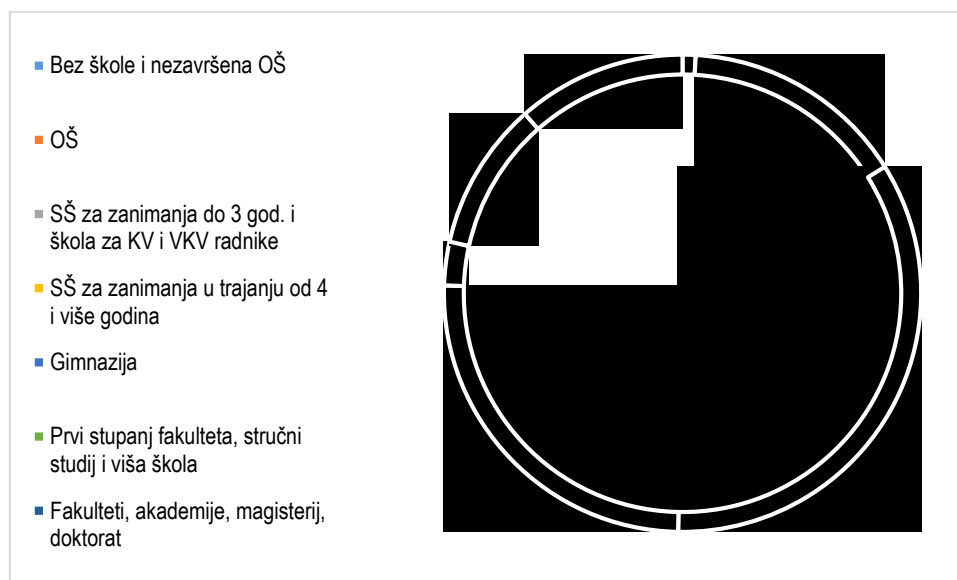 Bez škole i nezavršena OŠ
OŠ
SŠ za zanimanja do 3 god. i
škola za KV i VKV radnike
SŠ za zanimanja u trajanju od 4
i više godina
Gimnazija
Prvi stupanj fakulteta, stručni
studij i viša škola
Fakulteti, akademije, magisterij,
doktorat